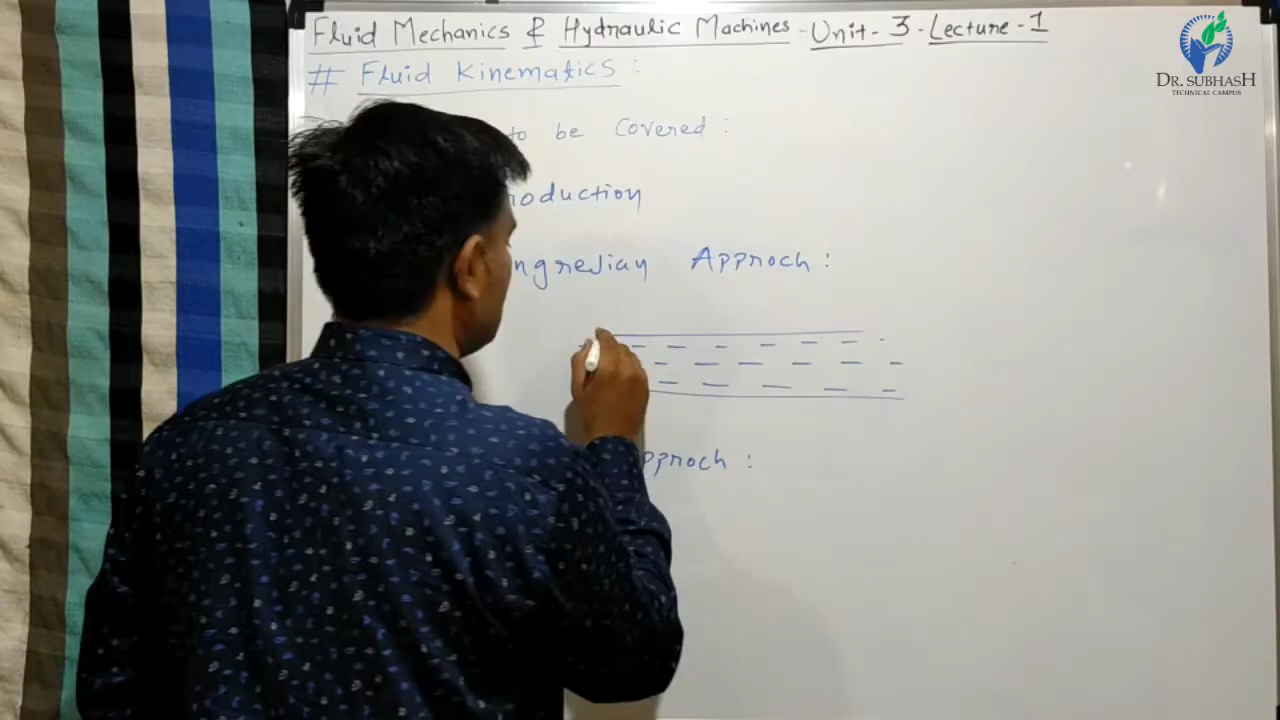 Fluid Mechanics & Hydraulic Machines - Unit - 3 - Lecture - 1
# Fluid Kinematics :
to be Covered :
roduction
ngrejian Approch :
pproch :
DR. SUBHASH
TECHNICAL CAMPUS